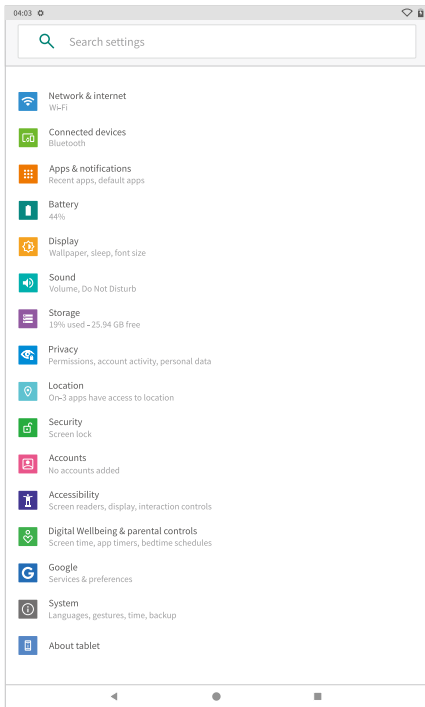 04:03
Search settings
Network & internet
Wi-Fi
Connected devices
Bluetooth
Apps & notifications
Recent apps, default apps
Battery
44%
Display
Wallpaper, sleep, font size
Sound
Volume, Do Not Disturb
Storage
19% used - 25.94 GB free
Privacy
Permissions, account activity, personal data
Location
On-3 apps have access to location
Security
Screen lock
Accounts
No accounts added
Accessibility
Screen readers, display, interaction controls
Digital Wellbeing & parental controls
Screen time, app timers, bedtime schedules
G Google
Services & preferences
System
Languages, gestures, time, backup
About tablet